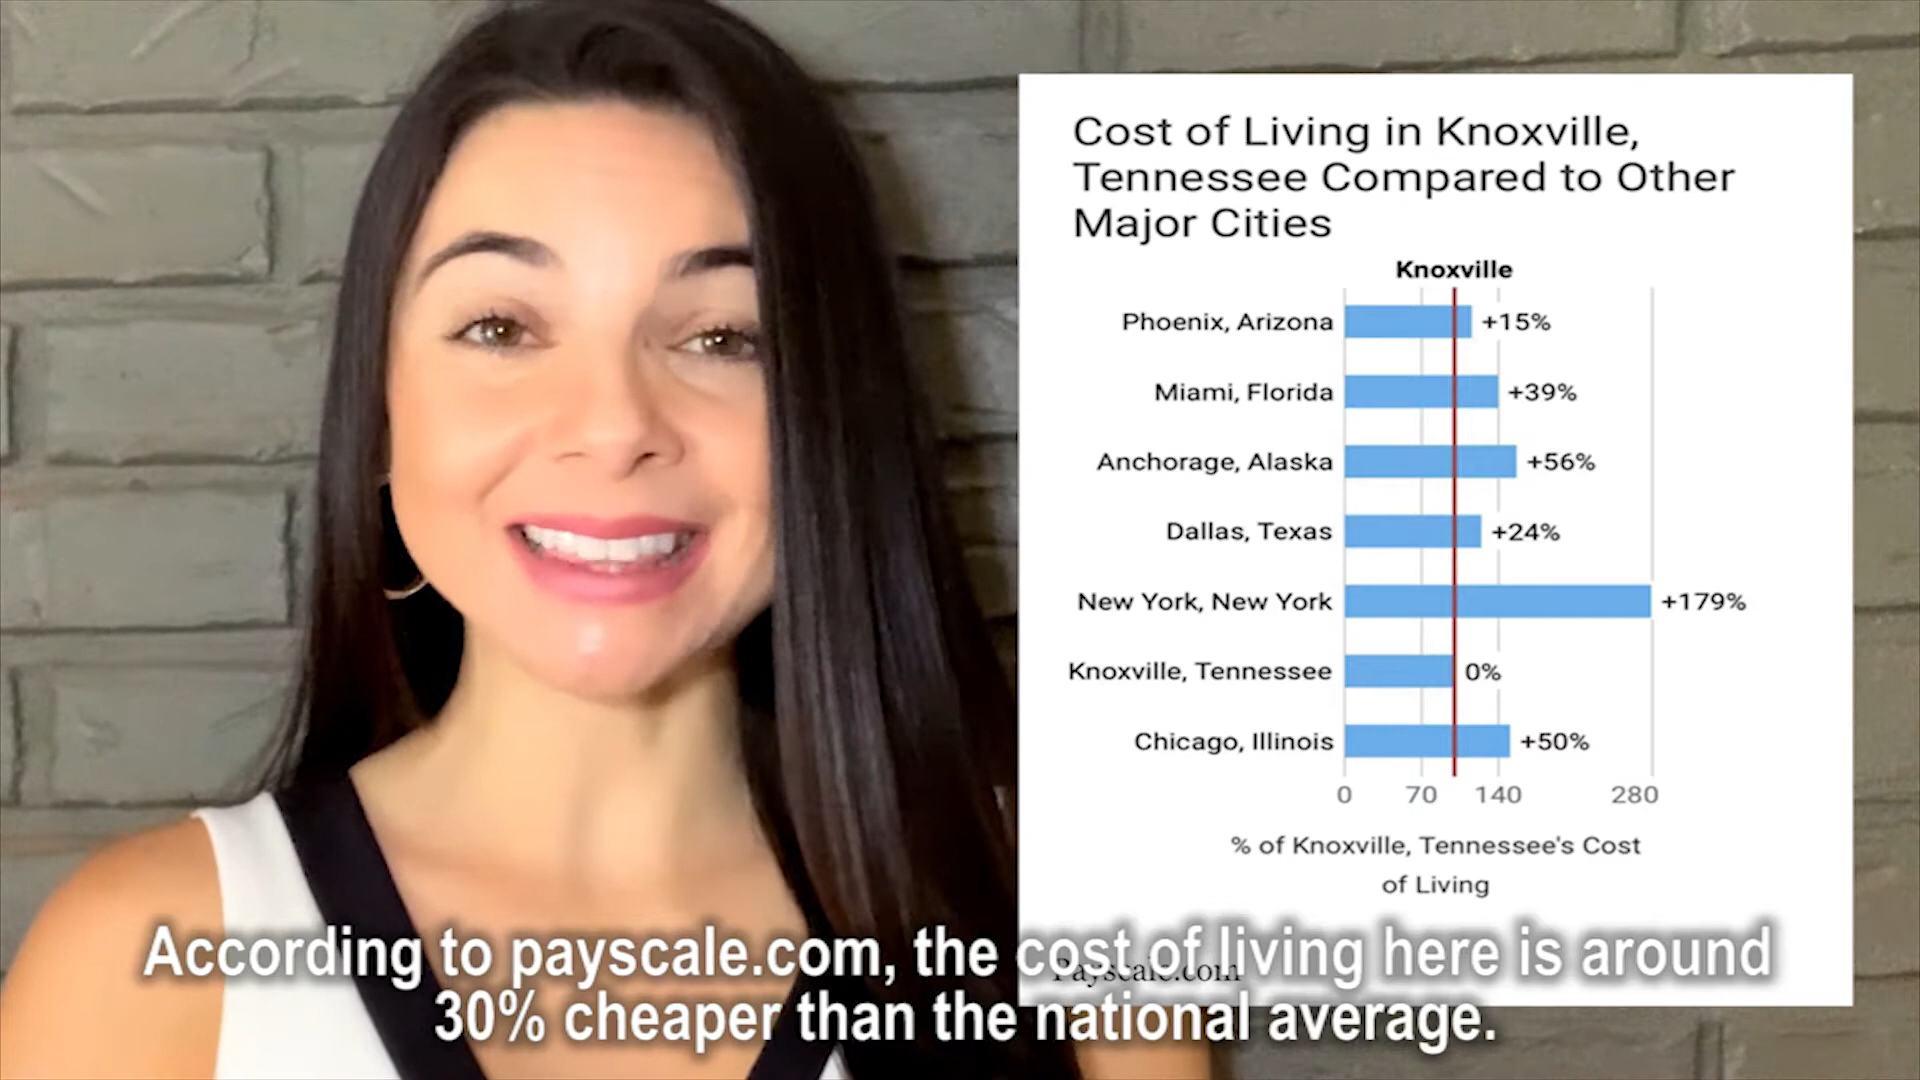 Cost of Living in Knoxville,
Tennessee Compared to Other
Major Cities
Knoxville
Phoenix, Arizona +15%
Miami, Florida +39%
Anchorage, Alaska +56%
Dallas, Texas +24%
New York, New York +179%
Knoxville, Tennessee 0%
Chicago, Illinois +50%
0 70 140 280
% of Knoxville, Tennessee's Cost
of Living
Payscale.com
According to payscale.com, the cost of living here is around
30% cheaper than the national average.